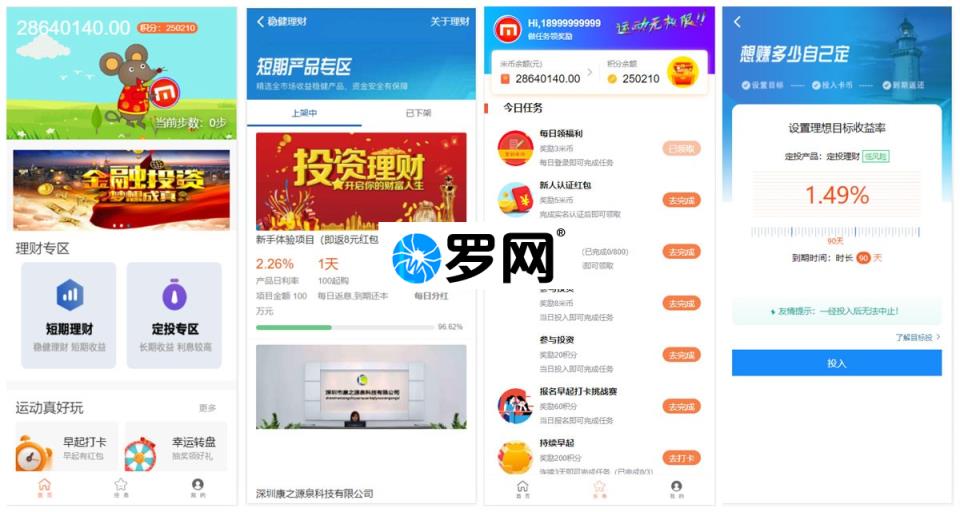 28640140.00 积分：250210
当前步数：0步
金融投资
梦想成真
理财专区
短期理财
稳健理财 短期收益
定投专区
长期收益 利息较高
运动真好玩
更多
早起打卡
早起有红包
幸运转盘
抽奖领好礼
首页
任务
我的
稳健理财
关于理财
短期产品专区
精选全市场收益稳健产品、资金安全有保障
上架中
已下架
投资理财
开启你的财富人生
新手体验项目（即返8元红包
2.26%
1天
产品日利率
100起购
项目金额 100万元
每日返息,到期还本
每日分红
96.62%
深圳市康之源泉科技有限公司
深圳康之源泉科技有限公司
罗网®
Hi,18999999999
做任务领奖励
运动无极限!!
米币余额(元)
28640140.00
积分余额
250210
今日任务
每日领福利
奖励3米币
每日登录即可完成任务
已领取
新人认证红包
奖励5米币
完成实名认证后即可领取
去完成
(已完成0/800)
即可领取
去完成
奖励8米币
当日投入即可完成任务
去完成
参与投资
奖励20积分
当日投入即可完成任务
去完成
报名早起打卡挑战赛
奖励60积分
当日报名即可完成任务
去完成
持续早起
奖励200积分
连续3天即可完成任务（已完成0/3）
去打卡
首页
任务
我的
想赚多少自己定
设置目标
投入卡币
到期返还
设置理想目标收益率
定投产品：定投理财 低风险
1.49%
90天
到期时间：时长 90 天
友情提示：一经投入后无法中止！
了解目标投
投入